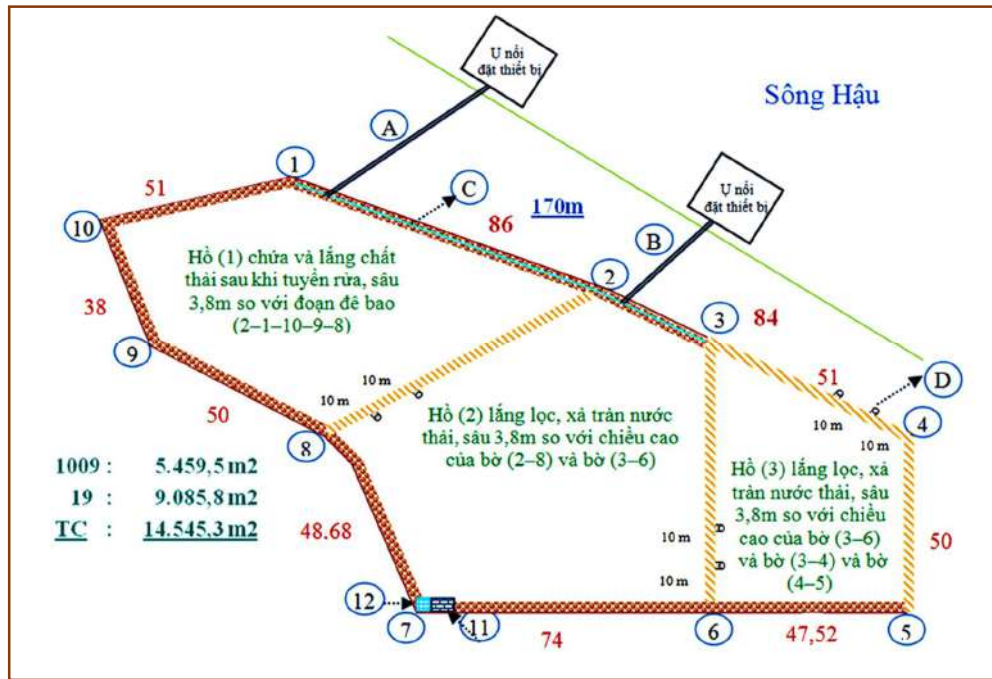 Ụ nổi
đặt thiết bị
Sông Hậu
A
1
Ụ nổi
đặt thiết bị
51
C
86
170m
10
B
Hồ (1) chứa và lắng chất
thải sau khi tuyển rửa, sâu
3,8m so với đoạn đê bao
(2–1–10–9–8)
2
38
3
84
9
10 m
51
D
10 m
50
Hồ (2) lắng lọc, xả tràn nước
thải, sâu 3,8m so với chiều cao
của bờ (2–8) và bờ (3–6)
10 m
4
8
10 m
1009 : 5.459,5 m2
19 : 9.085,8 m2
TC : 14.545,3 m2
Hồ (3) lắng lọc, xả
tràn nước thải, sâu
3,8m so với chiều
cao của bờ (3–6)
và bờ (3–4) và bờ
(4–5)
48.68
10 m
50
10 m
12
7
11
74
6
47,52
5